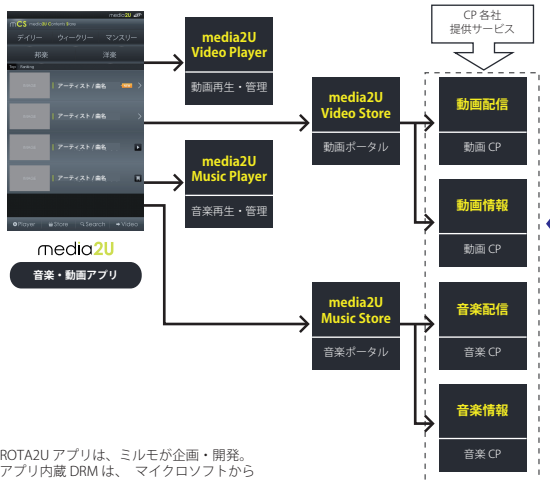 media2U
mCS media2U Contents Store
デイリー ウィークリー マンスリー
邦楽 洋楽
Top Ranking
アーティスト / 曲名
アーティスト / 曲名
アーティスト / 曲名
アーティスト / 曲名
Player Store Search Video
media2U
音楽・動画アプリ
media2U
Video Player
動画再生・管理
media2U
Music Player
音楽再生・管理
media2U
Video Store
動画ポータル
media2U
Music Store
音楽ポータル
CP 各社
提供サービス
動画配信
動画 CP
動画情報
動画 CP
音楽配信
音楽 CP
音楽情報
音楽 CP
ROTA2U アプリは、ミルモが企画・開発。
アプリ内蔵 DRM は、 マイクロソフトから